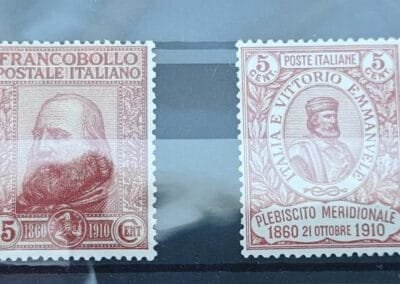 FRANCOBOLLO
POSTALE ITALIANO
5 1860 1910 CENT
5 CENT. POSTE ITALIANE 5 CENT.
ITALIA E VITTORIO EMMANUELE
PLEBISCITO MERIDIONALE
1860 21 OTTOBRE 1910